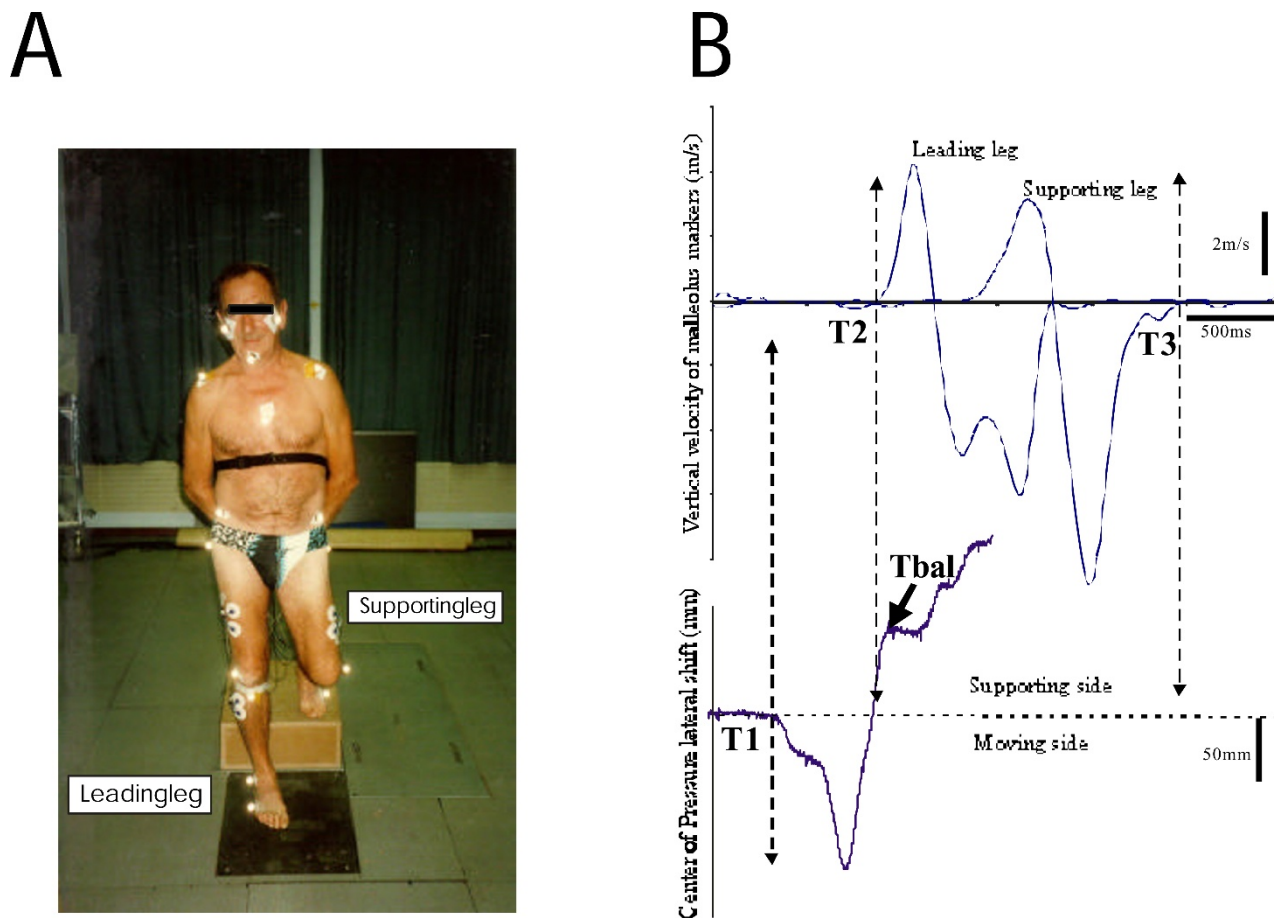 A
Supportingleg
Leadingleg
B
Vertical velocity of malleolus markers (m/s)
Leading leg
Supporting leg
2m/s
T2
T3
500ms
Center of Pressure lateral shift (mm)
Tbal
Supporting side
T1
Moving side
50mm